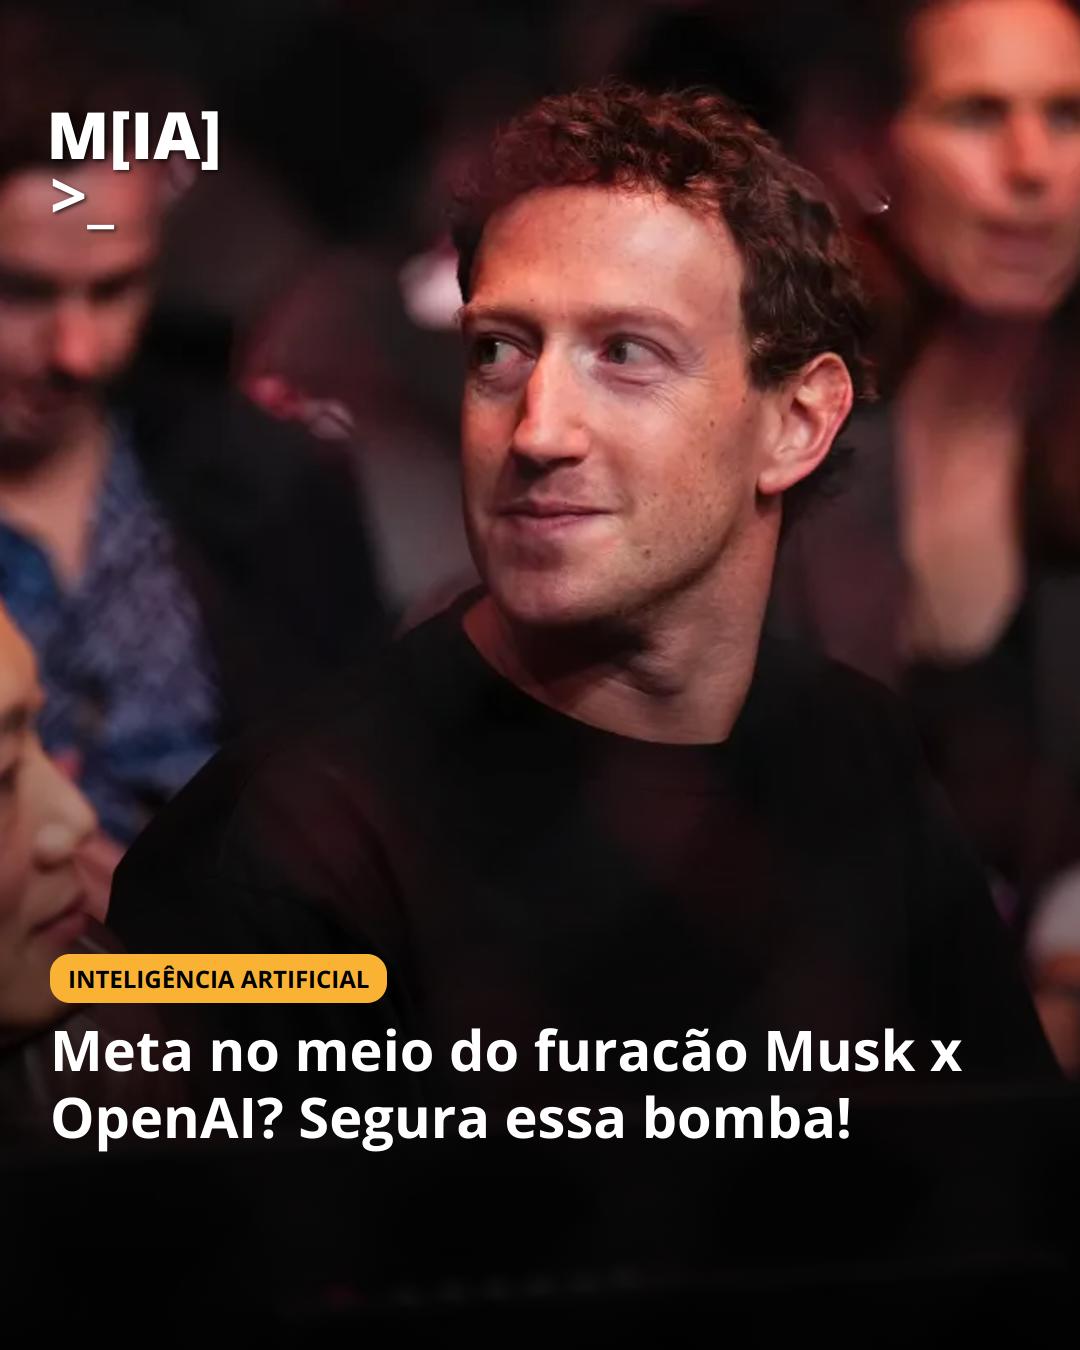 M[IA]
>_
INTELIGÊNCIA ARTIFICIAL
Meta no meio do furacão Musk x
OpenAI? Segura essa bomba!